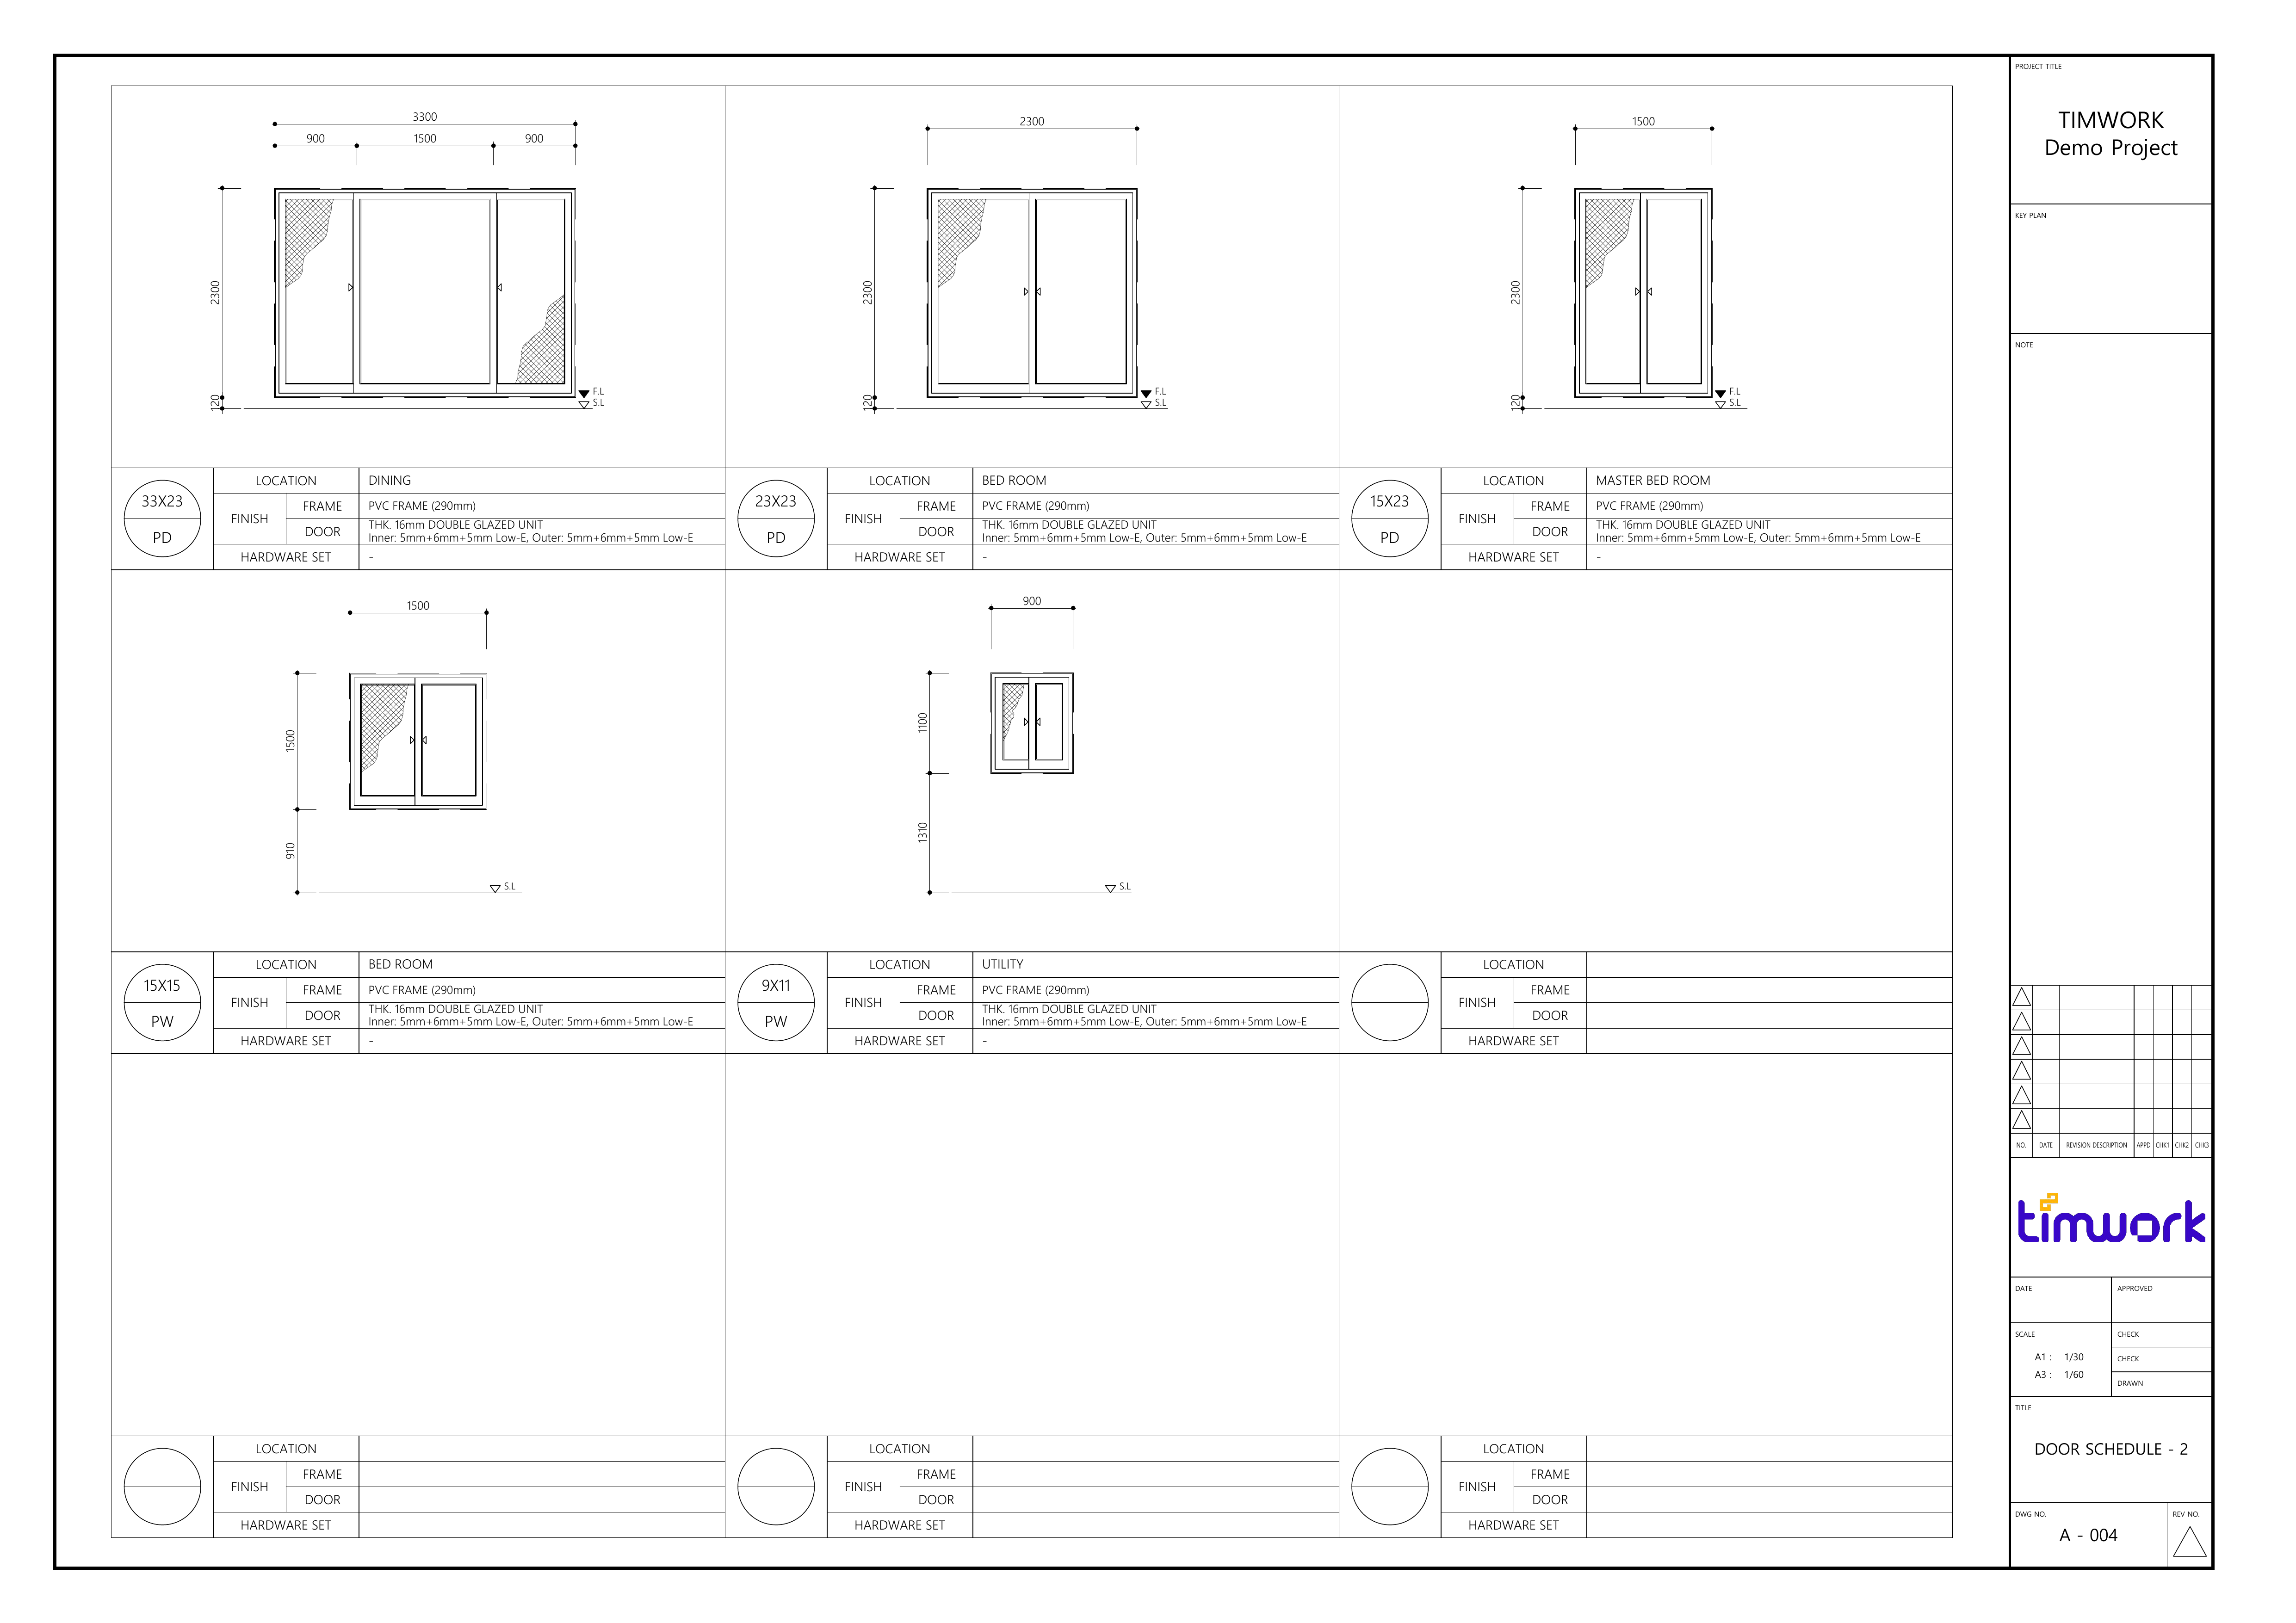 3300
900 1500 900
2300
120
F.L
S.L
33X23
PD
LOCATION DINING
FINISH FRAME PVC FRAME (290mm)
DOOR THK. 16mm DOUBLE GLAZED UNIT
Inner: 5mm+6mm+5mm Low-E, Outer: 5mm+6mm+5mm Low-E
HARDWARE SET -
2300
2300
120
F.L
S.L
23X23
PD
LOCATION BED ROOM
FINISH FRAME PVC FRAME (290mm)
DOOR THK. 16mm DOUBLE GLAZED UNIT
Inner: 5mm+6mm+5mm Low-E, Outer: 5mm+6mm+5mm Low-E
HARDWARE SET -
1500
2300
120
F.L
S.L
15X23
PD
LOCATION MASTER BED ROOM
FINISH FRAME PVC FRAME (290mm)
DOOR THK. 16mm DOUBLE GLAZED UNIT
Inner: 5mm+6mm+5mm Low-E, Outer: 5mm+6mm+5mm Low-E
HARDWARE SET -
1500
1500
910
S.L
15X15
PW
LOCATION BED ROOM
FINISH FRAME PVC FRAME (290mm)
DOOR THK. 16mm DOUBLE GLAZED UNIT
Inner: 5mm+6mm+5mm Low-E, Outer: 5mm+6mm+5mm Low-E
HARDWARE SET -
900
1100
1310
S.L
9X11
PW
LOCATION UTILITY
FINISH FRAME PVC FRAME (290mm)
DOOR THK. 16mm DOUBLE GLAZED UNIT
Inner: 5mm+6mm+5mm Low-E, Outer: 5mm+6mm+5mm Low-E
HARDWARE SET -
LOCATION
FINISH FRAME
DOOR
HARDWARE SET
LOCATION
FINISH FRAME
DOOR
HARDWARE SET
LOCATION
FINISH FRAME
DOOR
HARDWARE SET
LOCATION
FINISH FRAME
DOOR
HARDWARE SET
PROJECT TITLE
TIMWORK
Demo Project
KEY PLAN
NOTE
NO. DATE REVISION DESCRIPTION APPD CHK1 CHK2 CHK3
timwork
DATE APPROVED
SCALE CHECK
A1 : 1/30 CHECK
A3 : 1/60
DRAWN
TITLE
DOOR SCHEDULE - 2
DWG NO. REV NO.
A - 004